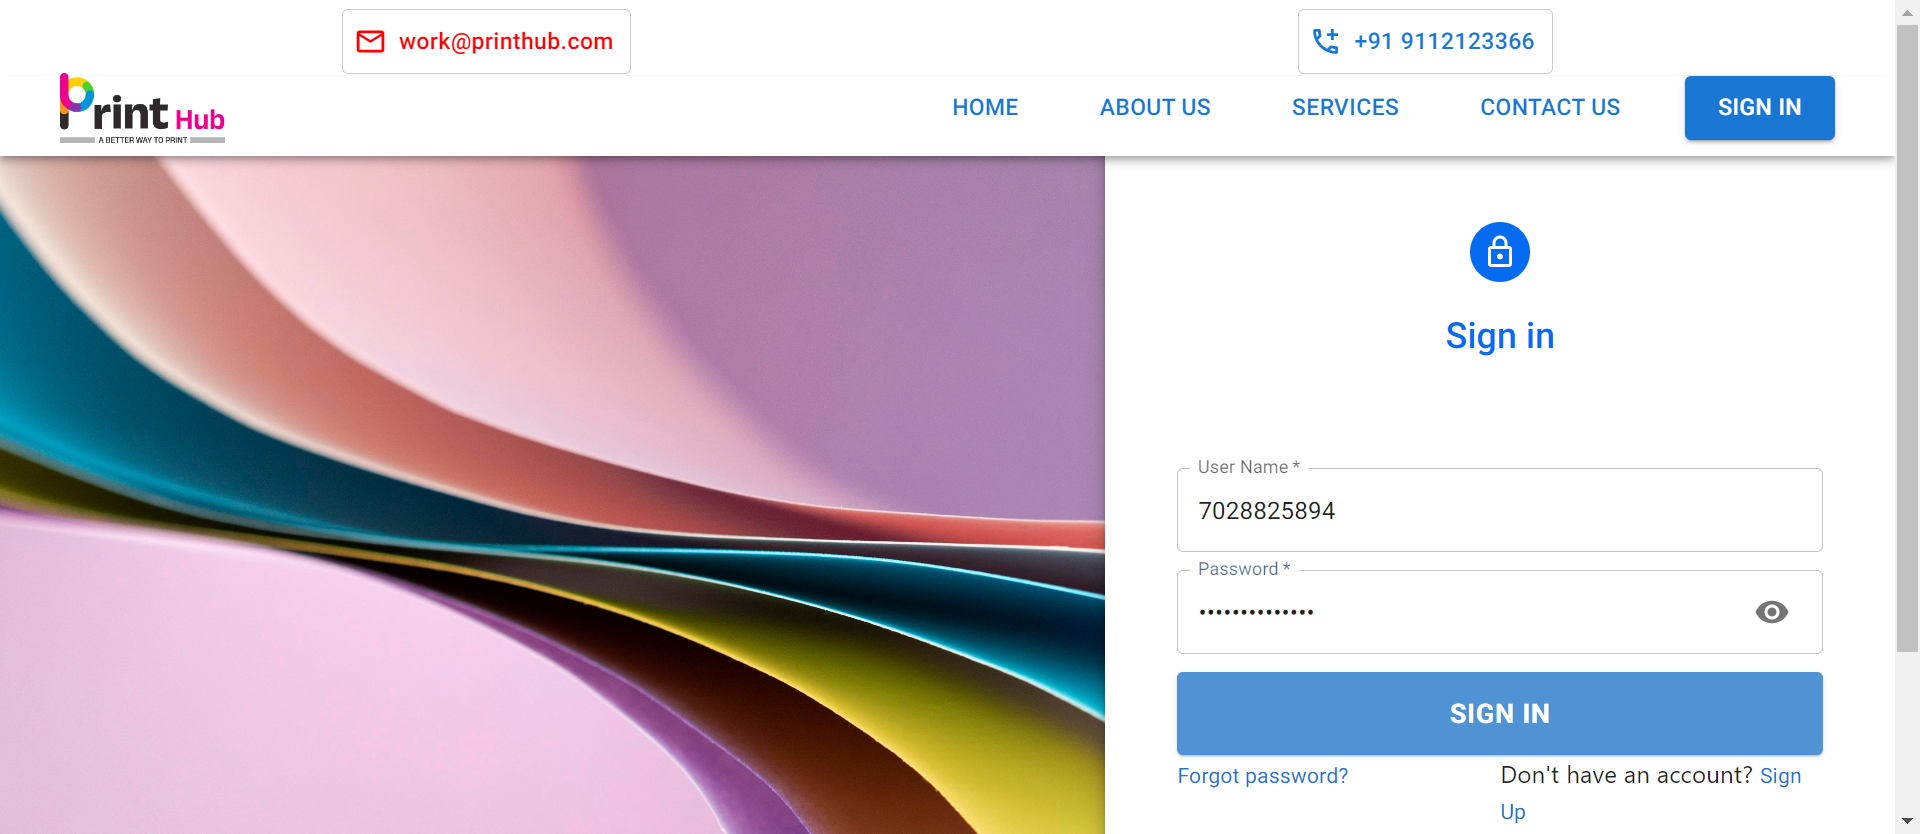 work@printhub.com
+91 9112123366
Print Hub
A BETTER WAY TO PRINT
HOME
ABOUT US
SERVICES
CONTACT US
SIGN IN
Sign in
User Name *
7028825894
Password *
••••••••••••••
SIGN IN
Forgot password?
Don't have an account? Sign
Up